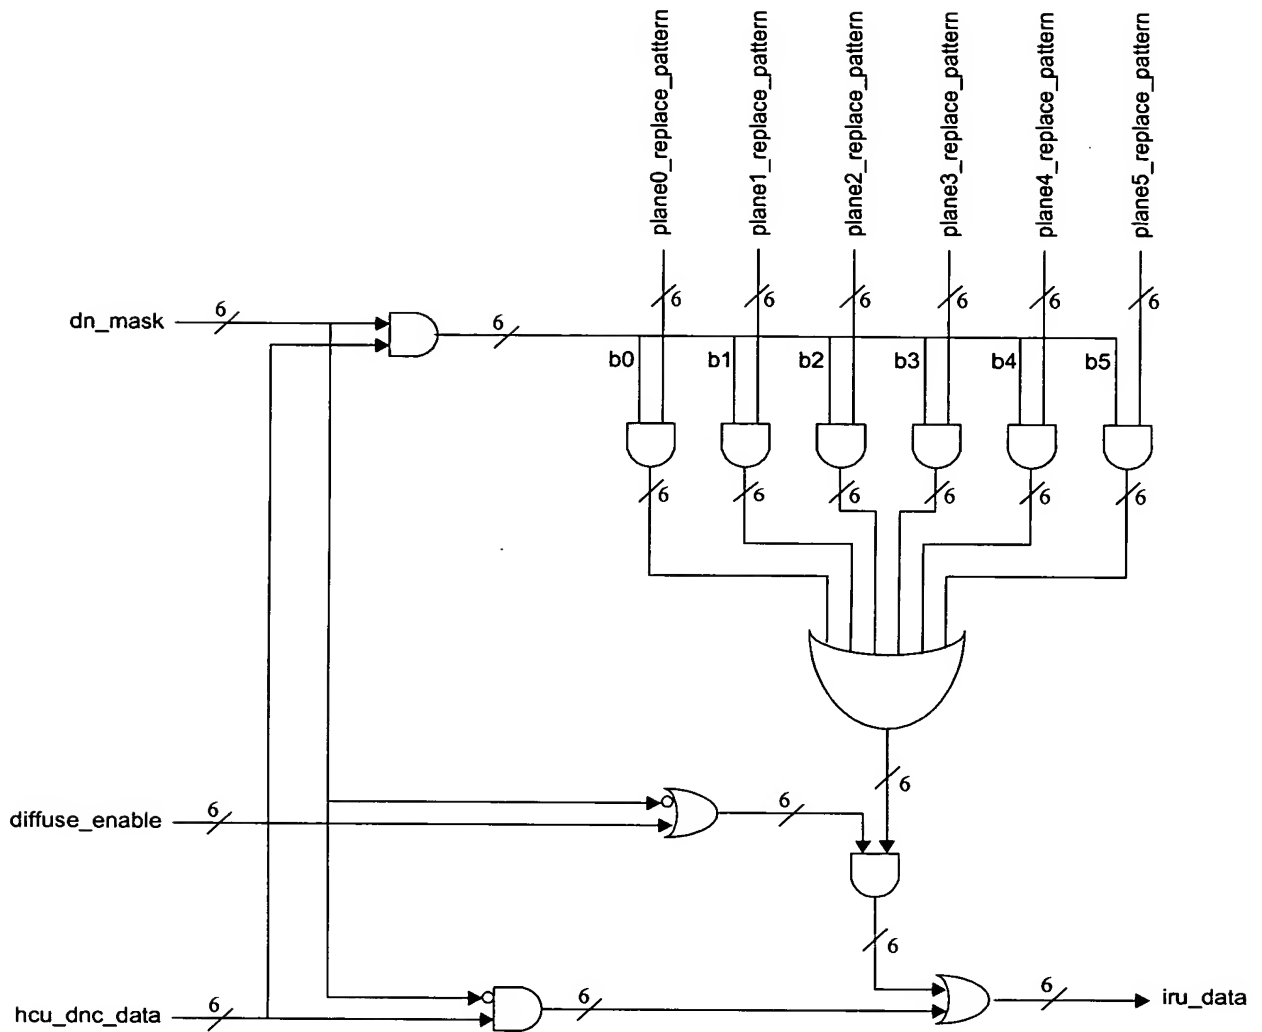 plane0_replace_pattern
plane1_replace_pattern
plane2_replace_pattern
plane3_replace_pattern
plane4_replace_pattern
plane5_replace_pattern
6 6 6 6 6 6
dn_mask 6 6
b0 b1 b2 b3 b4 b5
6 6 6 6 6 6
6
diffuse_enable 6 6
6
hcu_dnc_data 6 6 6 iru_data